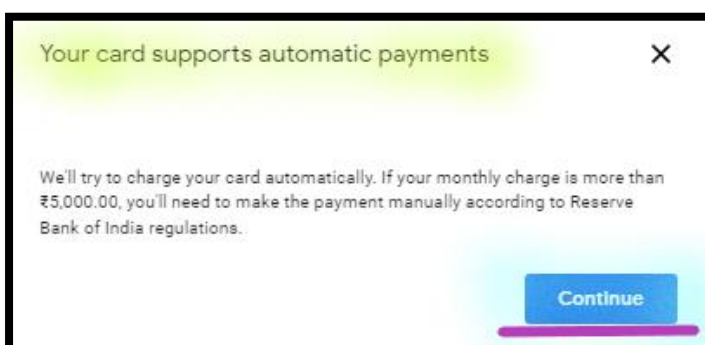 Your card supports automatic payments
We'll try to charge your card automatically. If your monthly charge is more than
₹5,000.00, you'll need to make the payment manually according to Reserve
Bank of India regulations.
Continue